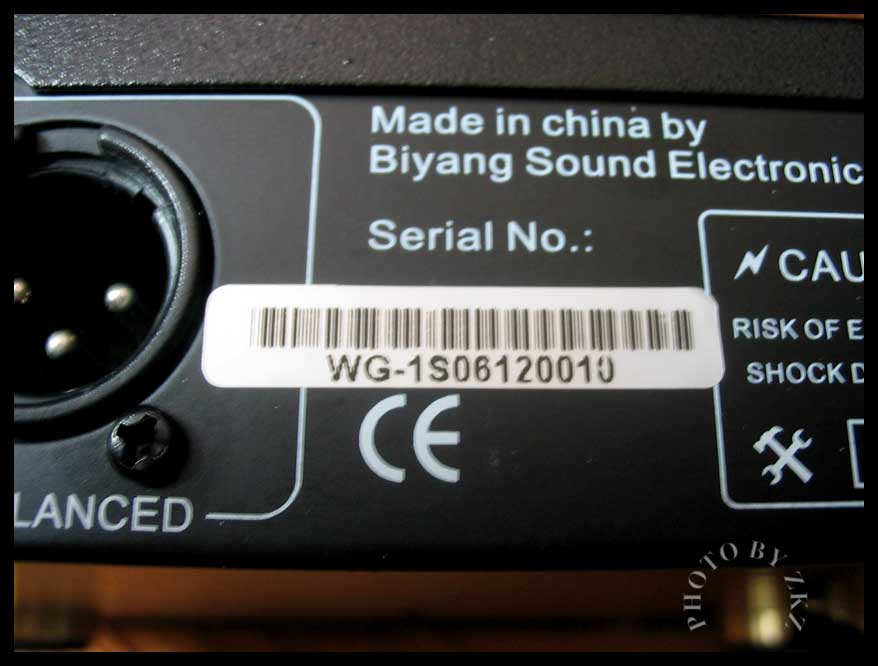 Made in china by
Biyang Sound Electronic
Serial No.:
WG-1S06120010
CE
LANCED
CAU
RISK OF E
SHOCK D
PHOTO BY ZKZ